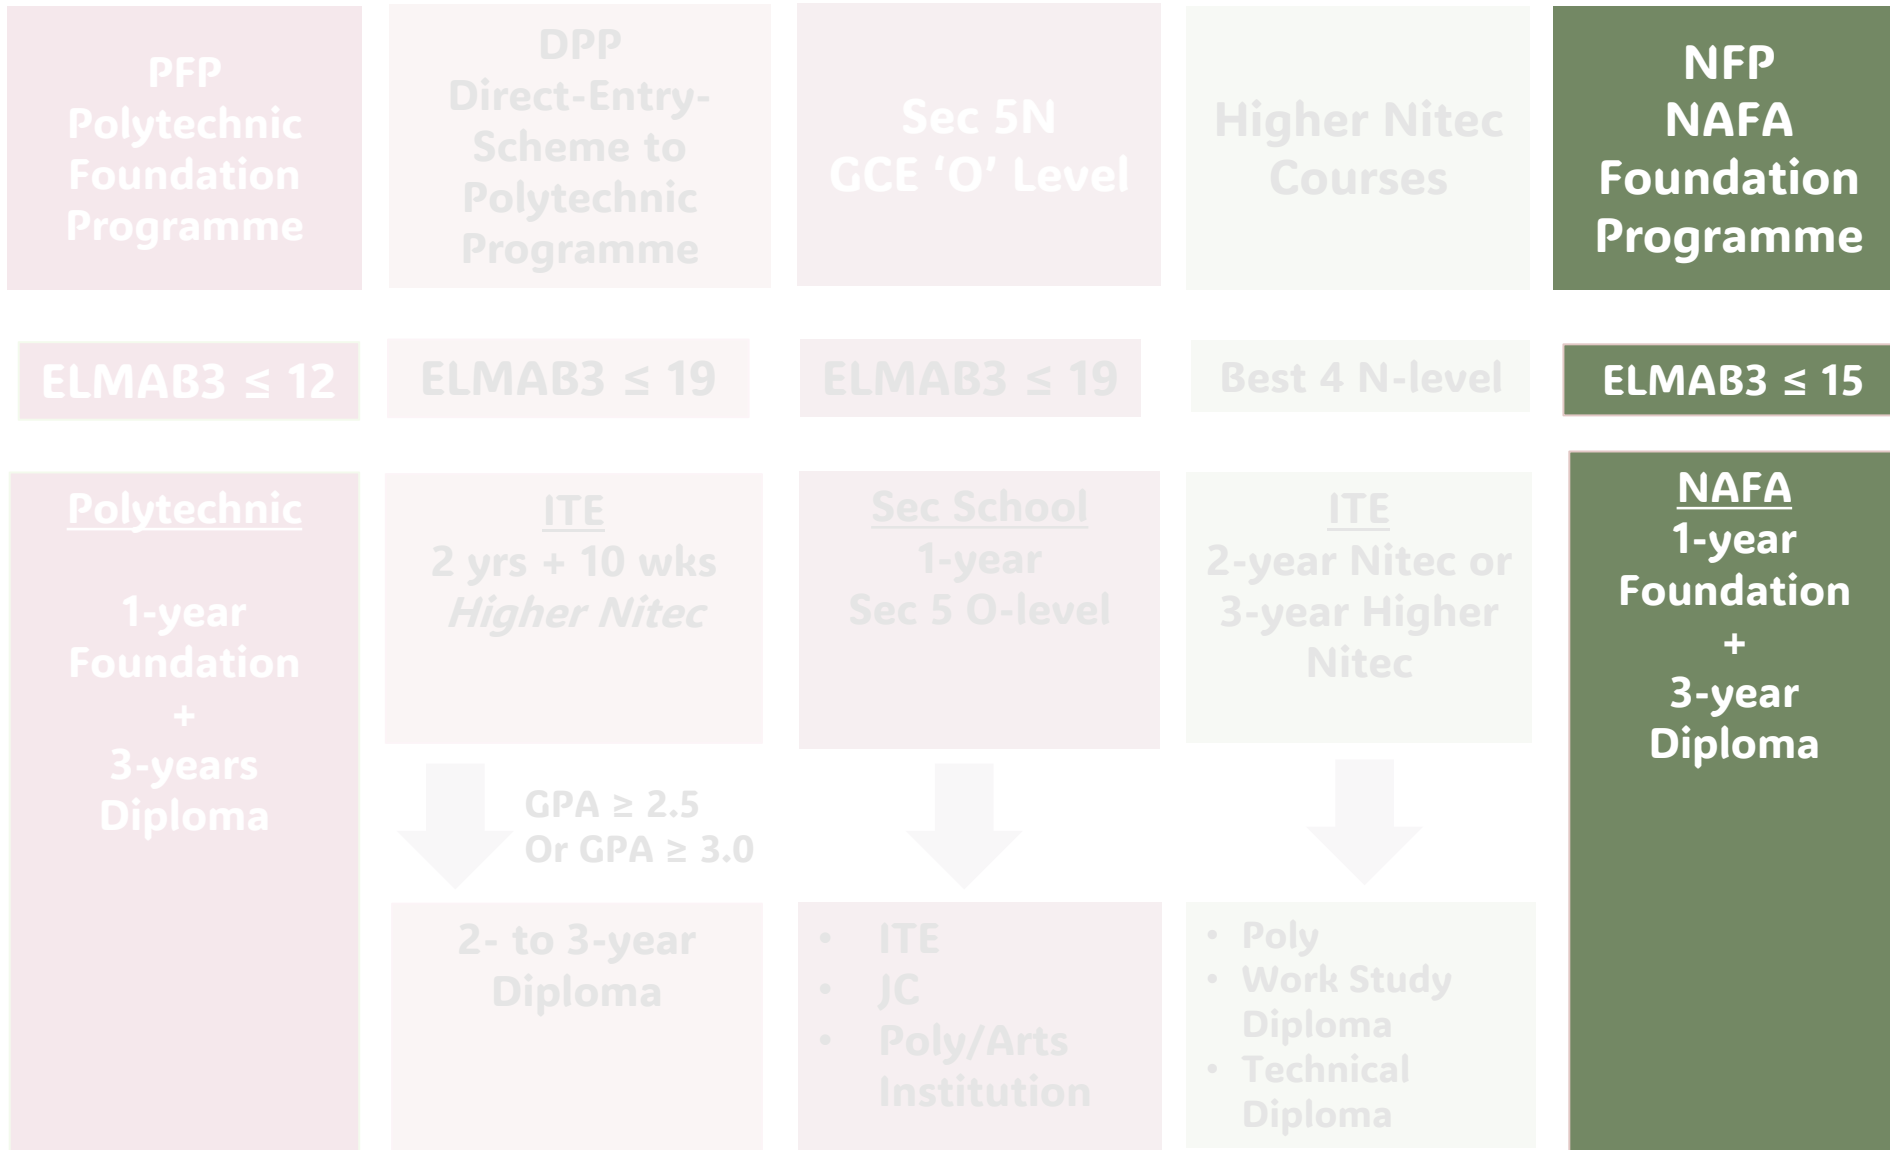 PFP
Polytechnic
Foundation
Programme
DPP
Direct-Entry-
Scheme to
Polytechnic
Programme
Sec 5N
GCE ‘O’ Level
Higher Nitec
Courses
NFP
NAFA
Foundation
Programme
ELMAB3 ≤ 12
ELMAB3 ≤ 19
ELMAB3 ≤ 19
Best 4 N-level
ELMAB3 ≤ 15
Polytechnic
1-year
Foundation
+
3-years
Diploma
ITE
2 yrs + 10 wks
Higher Nitec
GPA ≥ 2.5
Or GPA ≥ 3.0
2- to 3-year
Diploma
Sec School
1-year
Sec 5 O-level
• ITE
• JC
• Poly/Arts
Institution
ITE
2-year Nitec or
3-year Higher
Nitec
• Poly
• Work Study
Diploma
• Technical
Diploma
NAFA
1-year
Foundation
+
3-year
Diploma